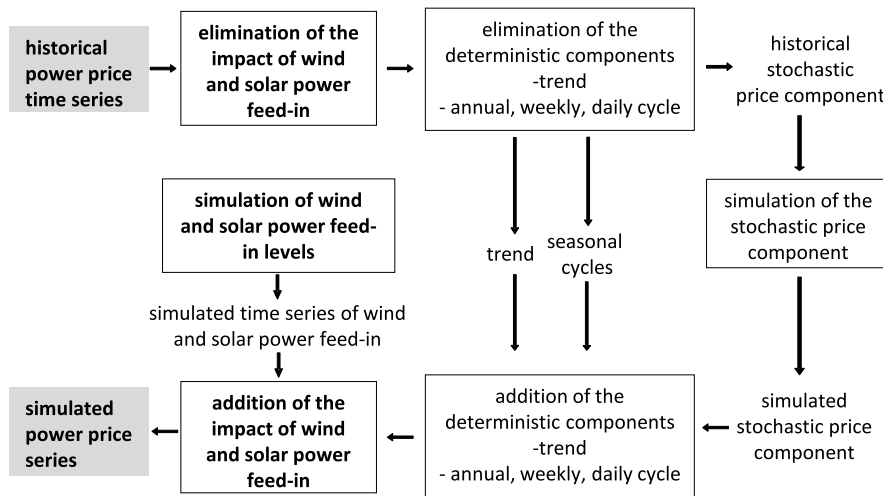 historical
power price
time series
elimination of the
impact of wind
and solar power
feed-in
elimination of the
deterministic components
-trend
- annual, weekly, daily cycle
historical
stochastic
price component
simulation of wind
and solar power feed-
in levels
trend
seasonal
cycles
simulation of the
stochastic price
component
simulated time series of wind
and solar power feed-in
simulated
power price
series
addition of the
impact of wind
and solar power
feed-in
addition of the
deterministic components
-trend
- annual, weekly, daily cycle
simulated
stochastic price
component